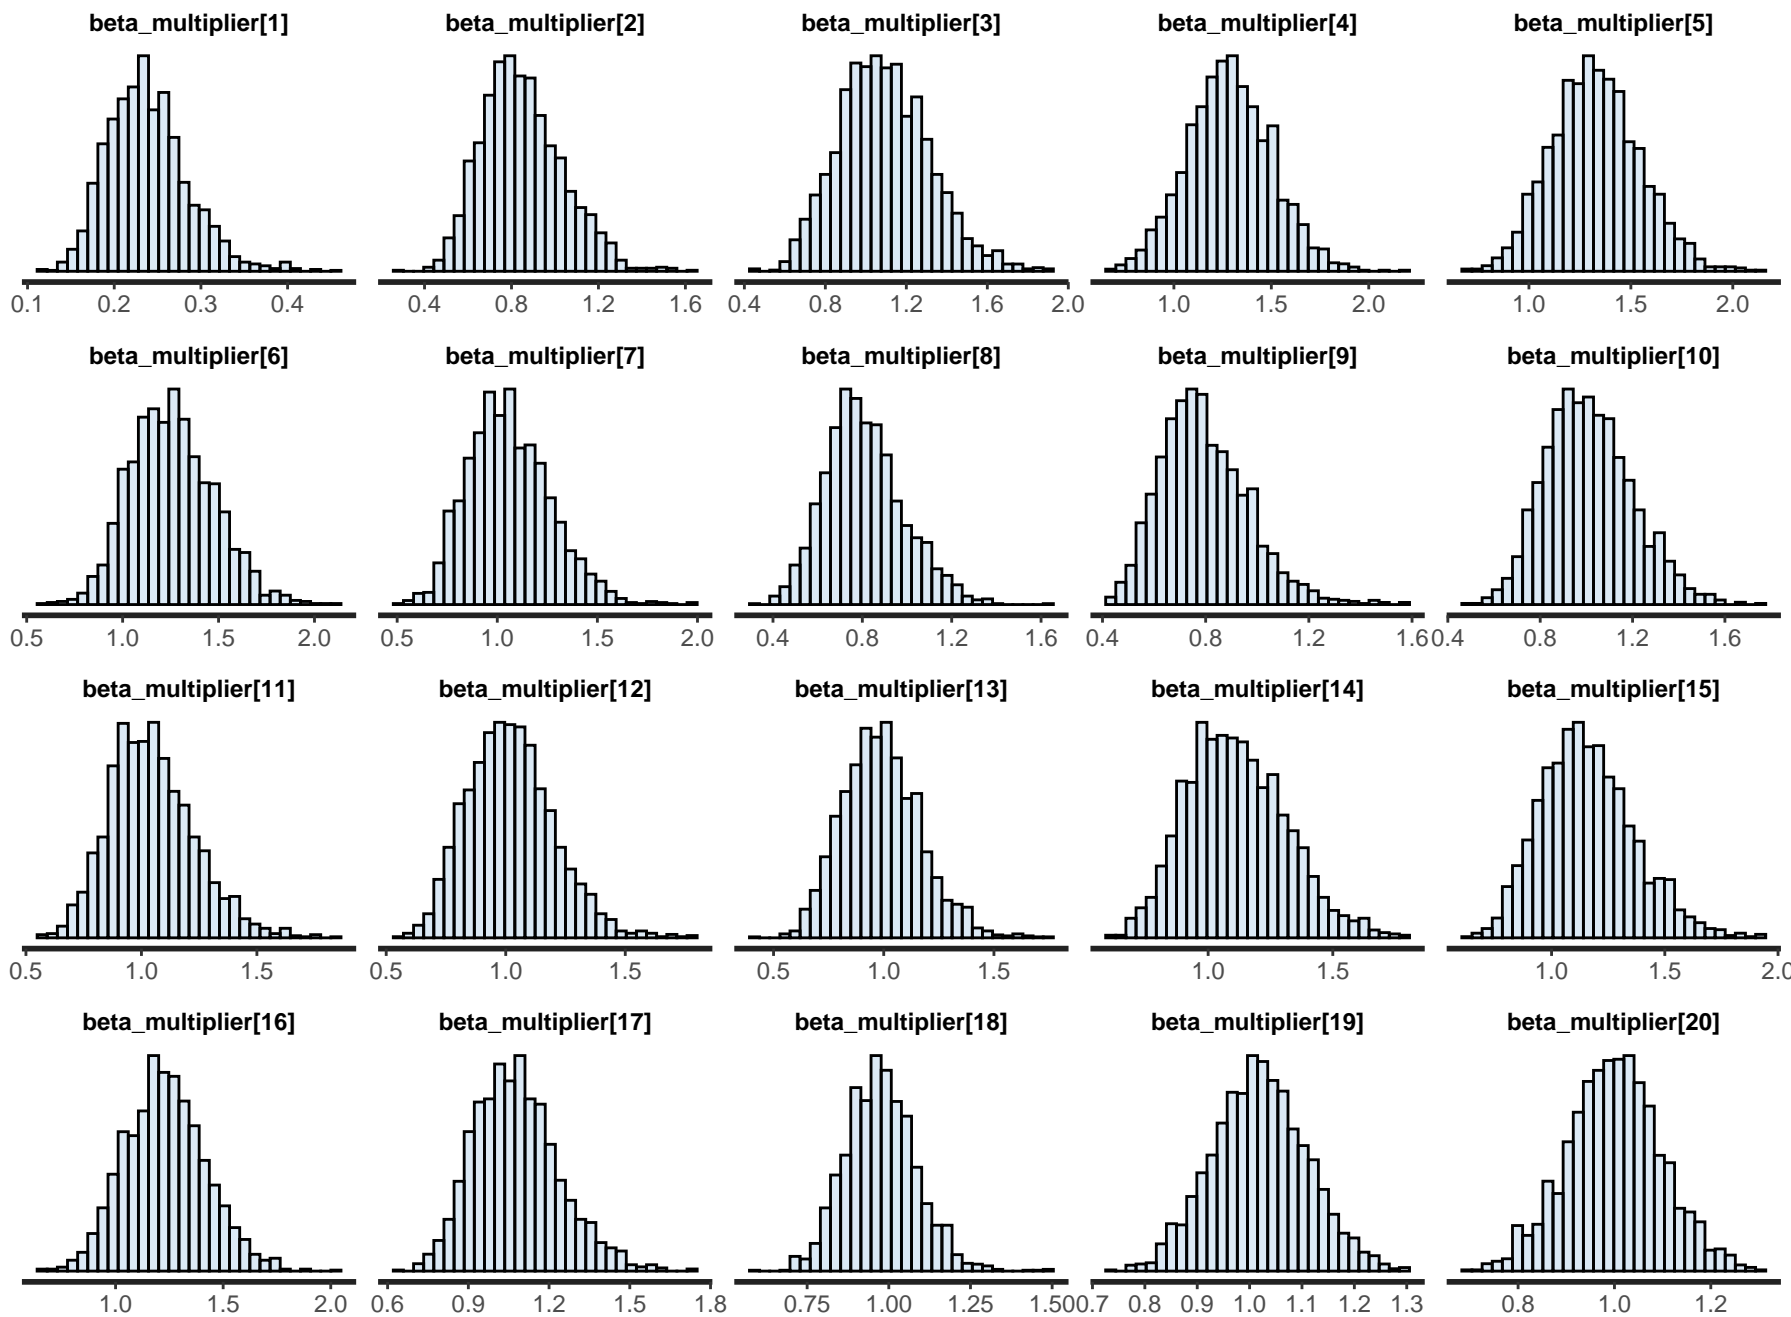 beta_multiplier[1] beta_multiplier[2] beta_multiplier[3] beta_multiplier[4] beta_multiplier[5]
0.1 0.2 0.3 0.4 0.4 0.8 1.2 1.6 0.4 0.8 1.2 1.6 2.0 1.0 1.5 2.0 1.0 1.5 2.0
beta_multiplier[6] beta_multiplier[7] beta_multiplier[8] beta_multiplier[9] beta_multiplier[10]
0.5 1.0 1.5 2.0 0.5 1.0 1.5 2.0 0.4 0.8 1.2 1.6 0.4 0.8 1.2 1.6 0.4 0.8 1.2 1.6
beta_multiplier[11] beta_multiplier[12] beta_multiplier[13] beta_multiplier[14] beta_multiplier[15]
0.5 1.0 1.5 0.5 1.0 1.5 0.5 1.0 1.5 1.0 1.5 1.0 1.5 2.0
beta_multiplier[16] beta_multiplier[17] beta_multiplier[18] beta_multiplier[19] beta_multiplier[20]
1.0 1.5 2.0 0.6 0.9 1.2 1.5 1.8 0.75 1.00 1.25 1.50 0.7 0.8 0.9 1.0 1.1 1.2 1.3 0.8 1.0 1.2